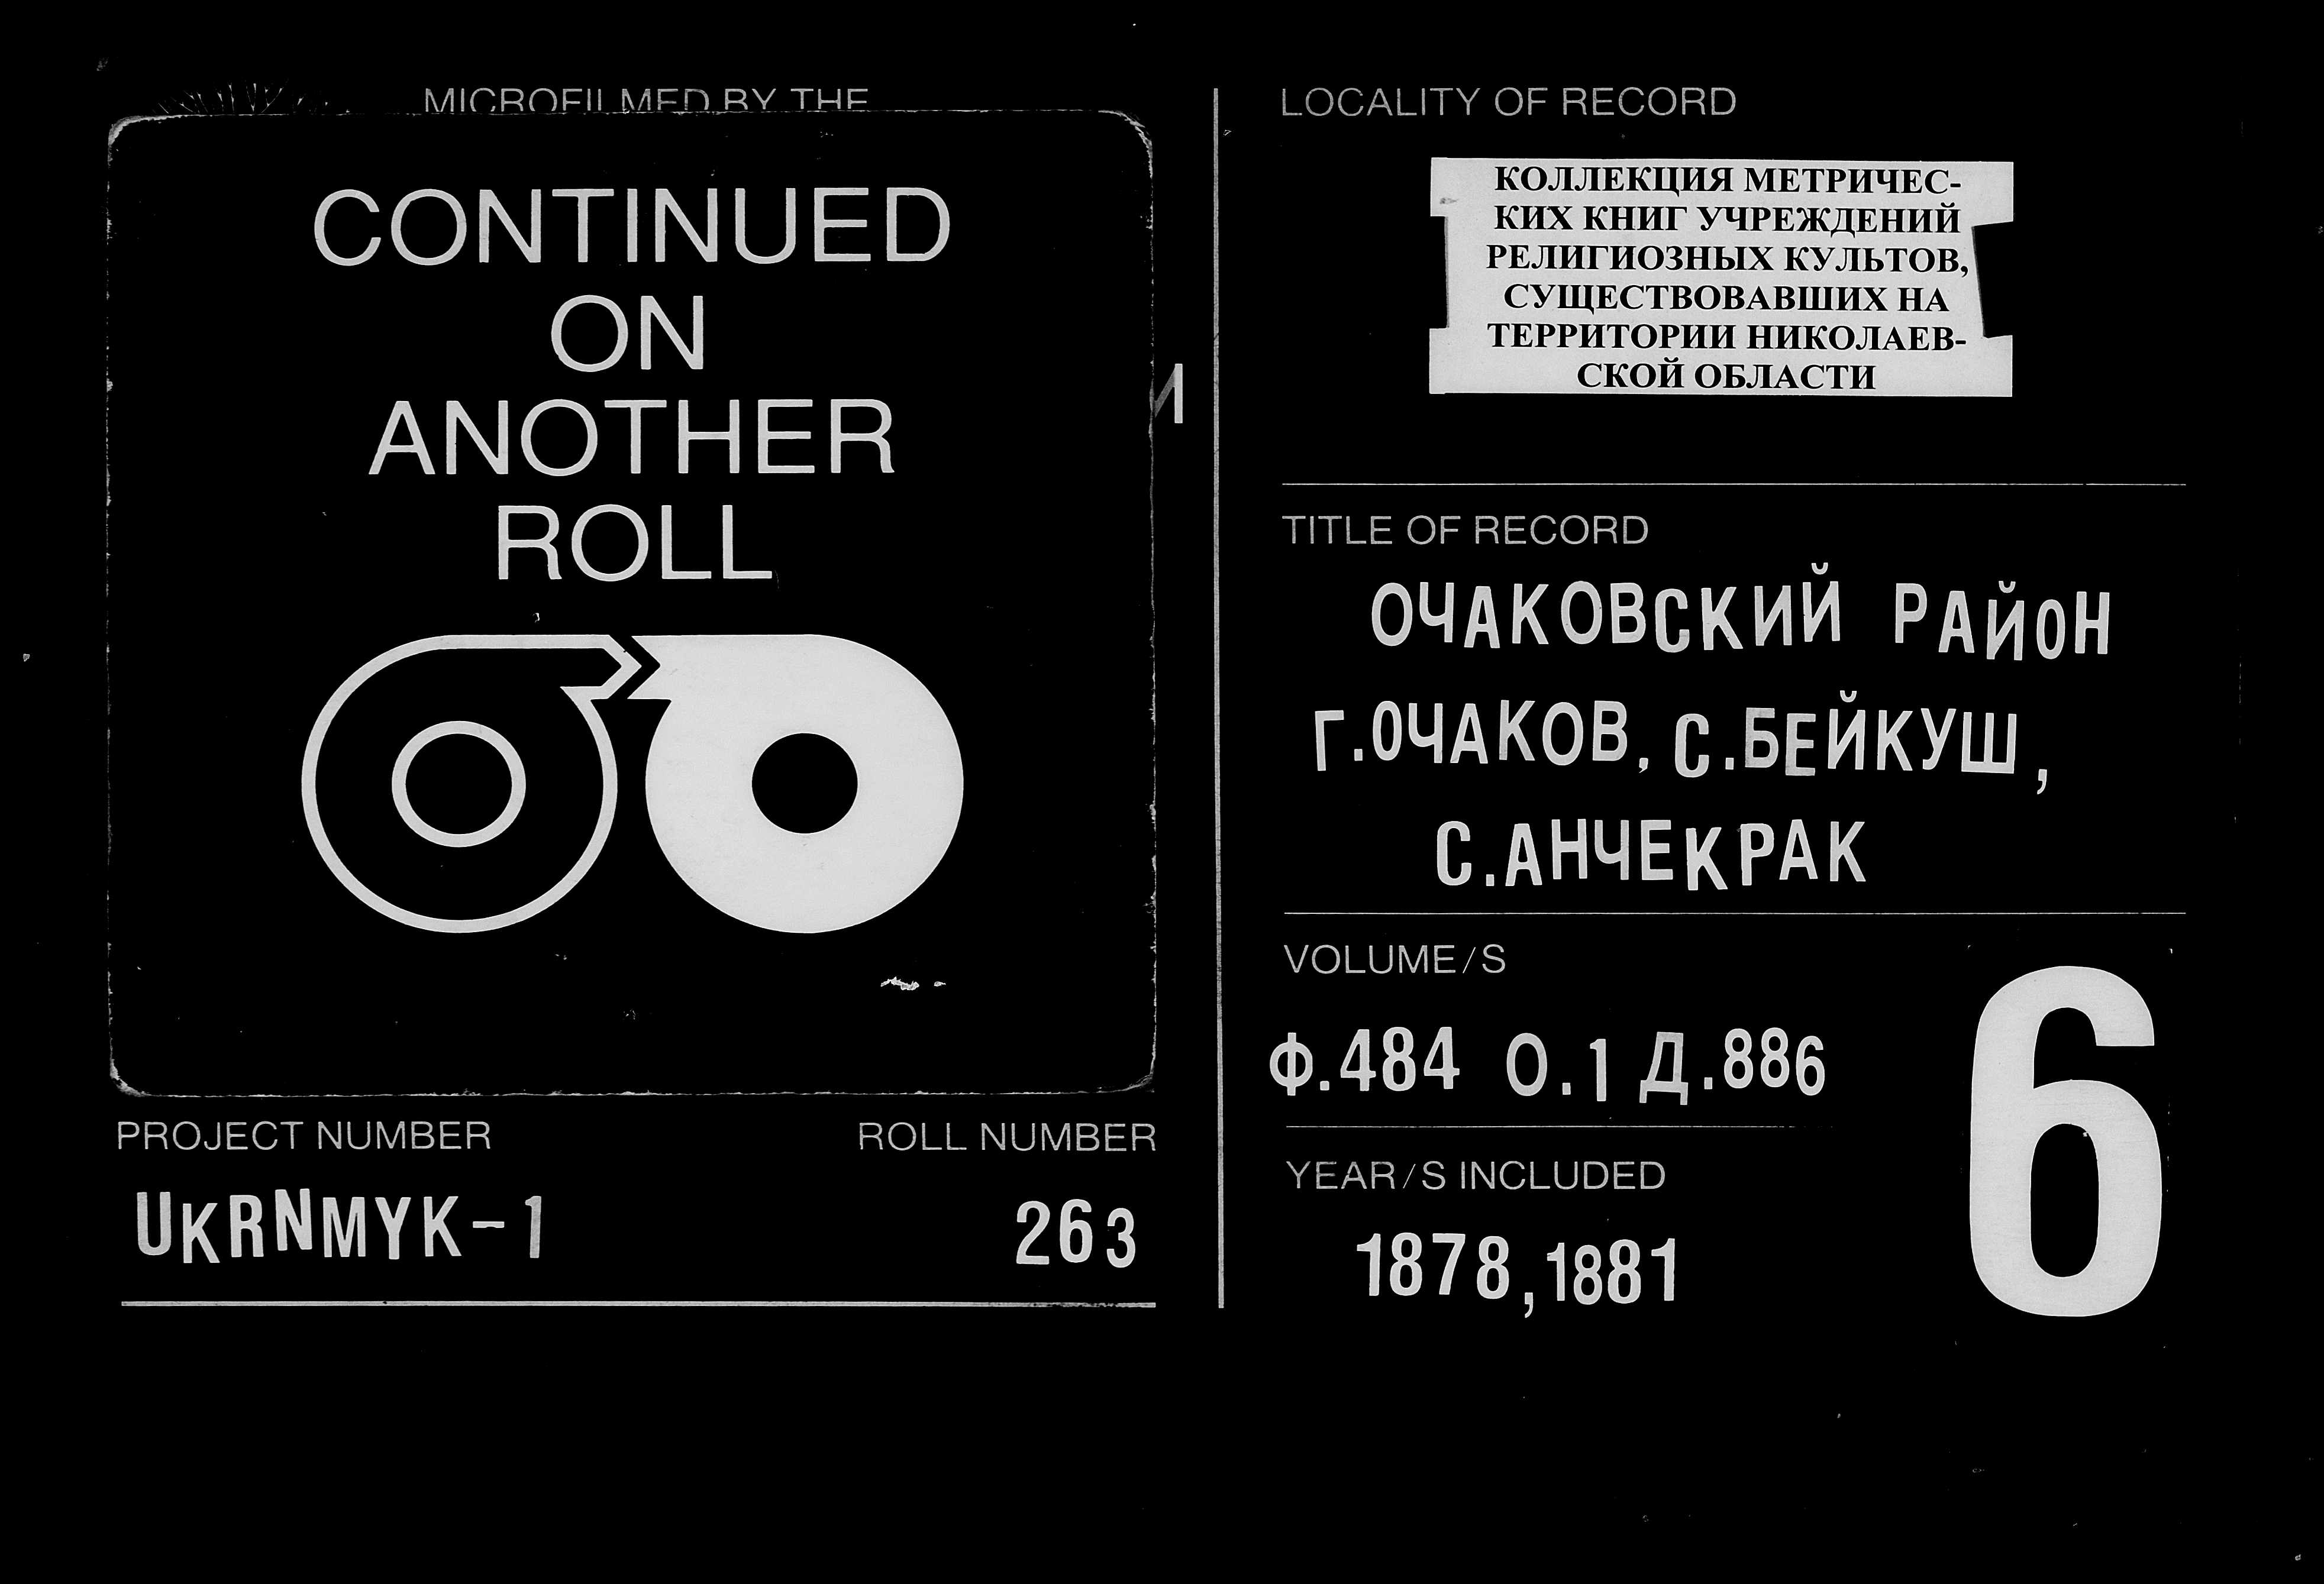 MICROFILMED BY THE
CONTINUED
ON
ANOTHER
ROLL
PROJECT NUMBER
UKRNMYK-1
ROLL NUMBER
263
LOCALITY OF RECORD
КОЛЛЕКЦИЯ МЕТРИЧЕС-
КИХ КНИГ УЧРЕЖДЕНИЙ
РЕЛИГИОЗНЫХ КУЛЬТОВ,
СУЩЕСТВОВАВШИХ НА
ТЕРРИТОРИИ НИКОЛАЕВ-
СКОЙ ОБЛАСТИ
TITLE OF RECORD
ОЧАКОВСКИЙ РАЙОН
Г.ОЧАКОВ, С.БЕЙКУШ,
С.АНЧЕКРАК
VOLUME/S
Ф.484 О.1 Д.886
6
YEAR/S INCLUDED
1878,1881